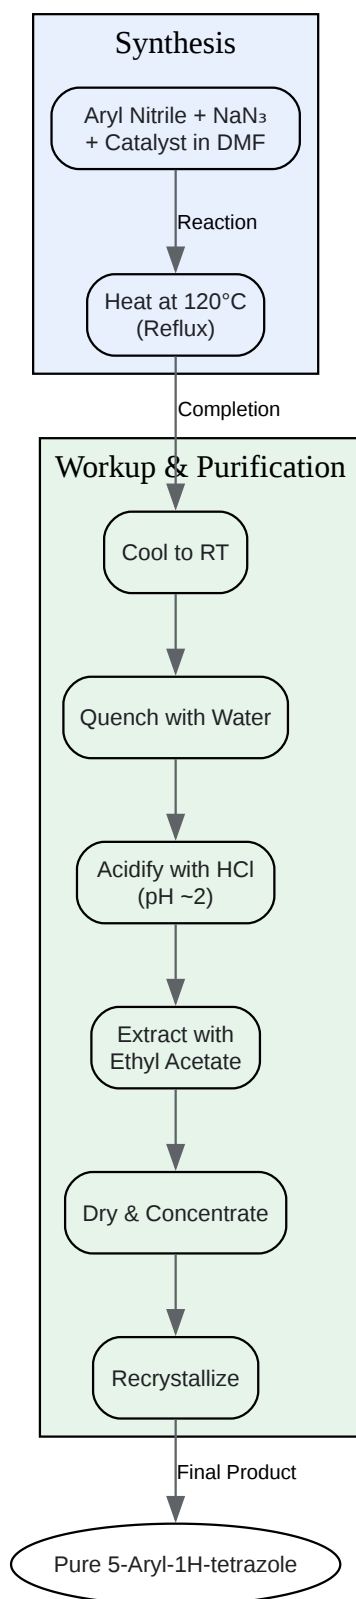 Synthesis
Aryl Nitrile + NaN₃
+ Catalyst in DMF
Reaction
Heat at 120°C
(Reflux)
Completion
Workup & Purification
Cool to RT
Quench with Water
Acidify with HCl
(pH ~2)
Extract with
Ethyl Acetate
Dry & Concentrate
Recrystallize
Final Product
Pure 5-Aryl-1H-tetrazole